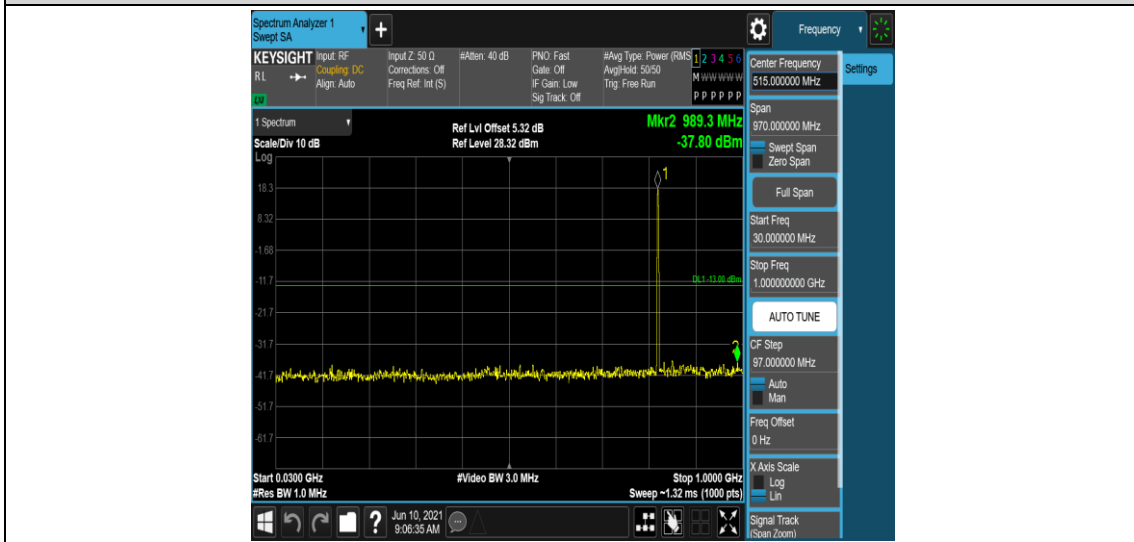 Spectrum Analyzer 1
Swept SA
Frequency
KEYSIGHT
RL
LXI
Input: RF
Coupling: DC
Align: Auto
Input Z: 50 Ω
Corrections: Off
Freq Ref: Int (S)
#Atten: 40 dB
PNO: Fast
Gate: Off
IF Gain: Low
Sig Track: Off
#Avg Type: Power (RMS
Avg|Hold: 50/50
Trig: Free Run
1 2 3 4 5 6
M W W W W W
P P P P P P
1 Spectrum
Scale/Div 10 dB
Log
Ref Lvl Offset 5.32 dB
Ref Level 28.32 dBm
Mkr2 989.3 MHz
-37.80 dBm
1
18.3
8.32
-1.68
-11.7
DL1 -13.00 dBm
-21.7
-31.7
2
-41.7
-51.7
-61.7
Start 0.0300 GHz
#Res BW 1.0 MHz
#Video BW 3.0 MHz
Stop 1.0000 GHz
Sweep ~1.32 ms (1000 pts)
?
Jun 10, 2021
9:06:35 AM
Center Frequency
515.000000 MHz
Settings
Span
970.000000 MHz
Swept Span
Zero Span
Full Span
Start Freq
30.000000 MHz
Stop Freq
1.000000000 GHz
AUTO TUNE
CF Step
97.000000 MHz
Auto
Man
Freq Offset
0 Hz
X Axis Scale
Log
Lin
Signal Track
(Span Zoom)